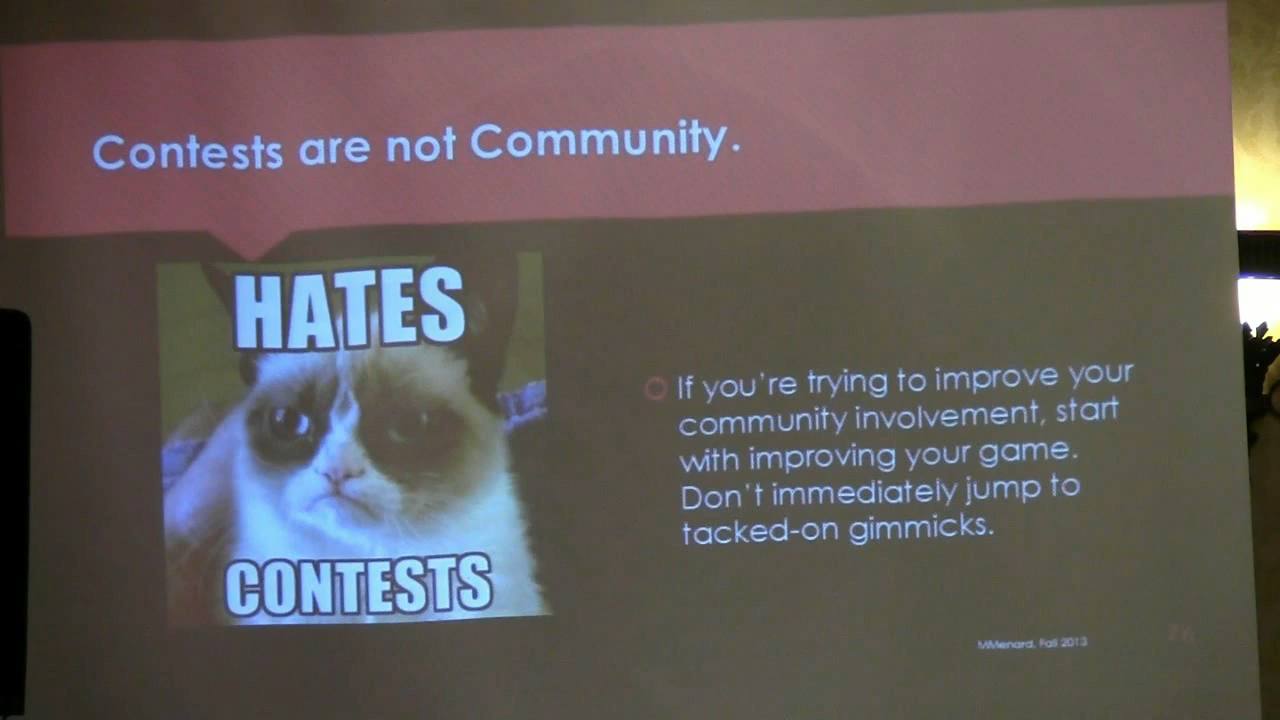 Contests are not Community.
HATES
CONTESTS
If you're trying to improve your
community involvement, start
with improving your game.
Don't immediately jump to
tacked-on gimmicks.
MMenard, Fall 2013
76